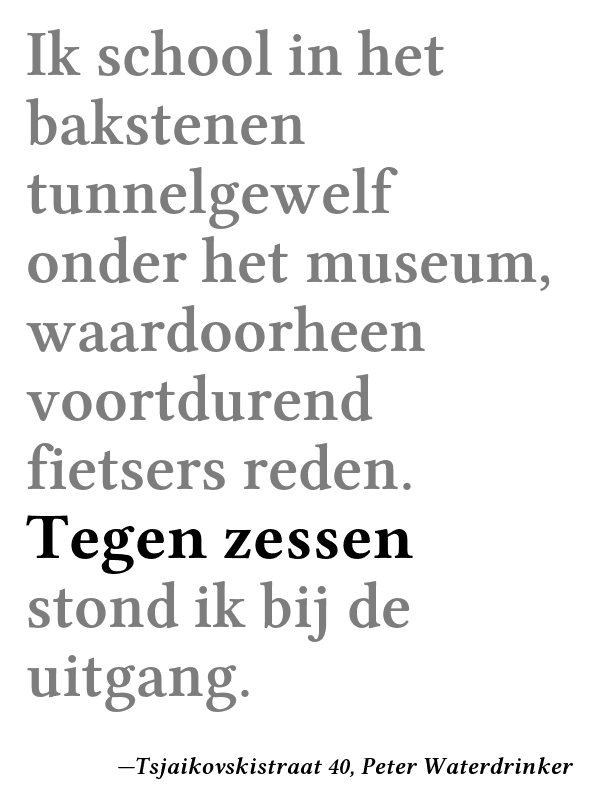 Ik school in het
bakstenen
tunnelgewelf
onder het museum,
waardoorheen
voortdurend
fietsers reden.
Tegen zessen
stond ik bij de
uitgang.
—Tsjaikovskistraat 40, Peter Waterdrinker